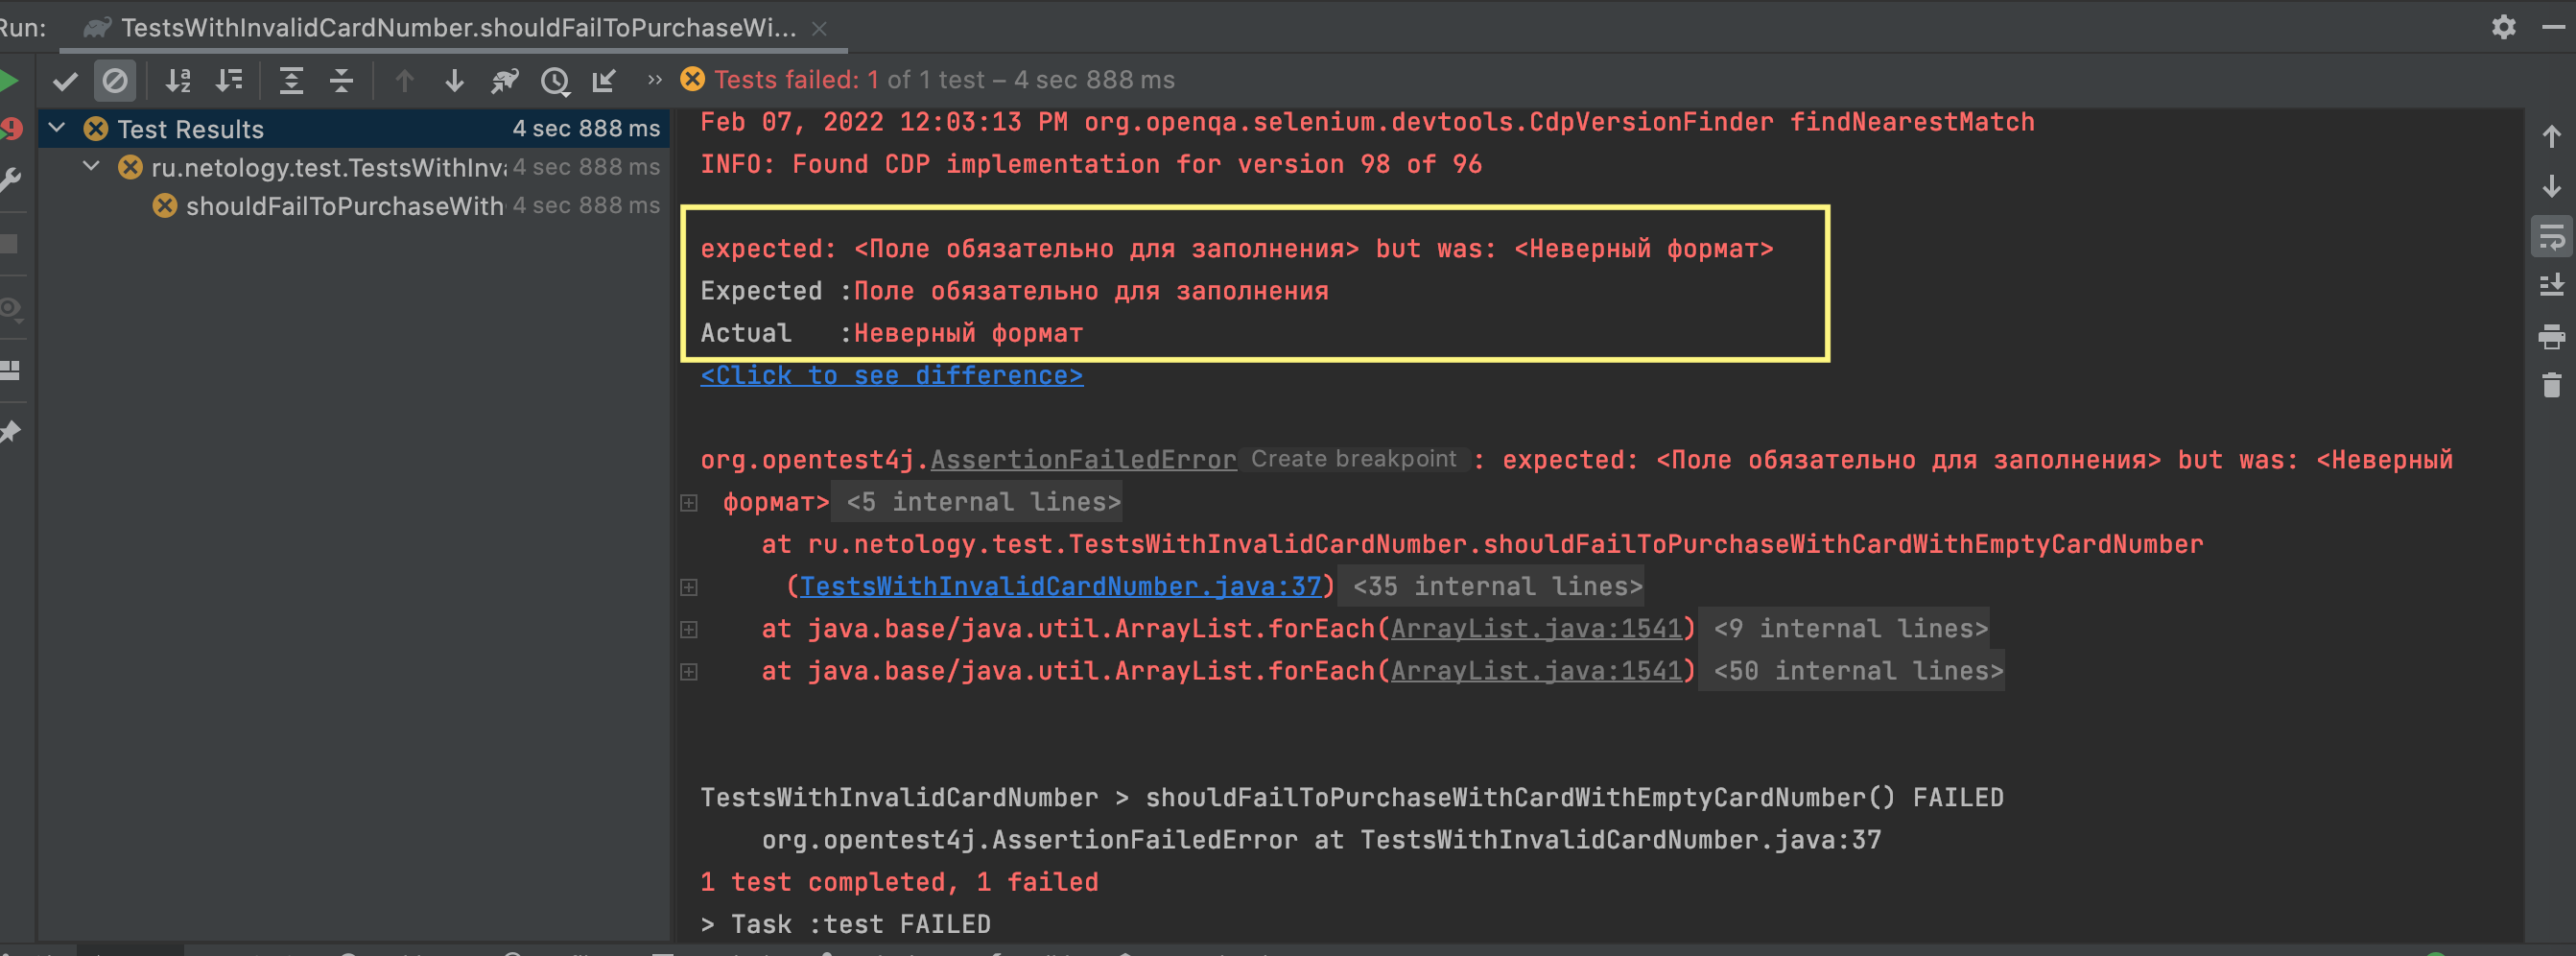 Run: TestsWithInvalidCardNumber.shouldFailToPurchaseWi...
Tests failed: 1 of 1 test – 4 sec 888 ms
Test Results 4 sec 888 ms
ru.netology.test.TestsWithInv 4 sec 888 ms
shouldFailToPurchaseWith 4 sec 888 ms
Feb 07, 2022 12:03:13 PM org.openqa.selenium.devtools.CdpVersionFinder findNearestMatch
INFO: Found CDP implementation for version 98 of 96
expected: <Поле обязательно для заполнения> but was: <Неверный формат>
Expected :Поле обязательно для заполнения
Actual :Неверный формат
<Click to see difference>
org.opentest4j.AssertionFailedError Create breakpoint : expected: <Поле обязательно для заполнения> but was: <Неверный
формат> <5 internal lines>
at ru.netology.test.TestsWithInvalidCardNumber.shouldFailToPurchaseWithCardWithEmptyCardNumber
(TestsWithInvalidCardNumber.java:37) <35 internal lines>
at java.base/java.util.ArrayList.forEach(ArrayList.java:1541) <9 internal lines>
at java.base/java.util.ArrayList.forEach(ArrayList.java:1541) <50 internal lines>
TestsWithInvalidCardNumber > shouldFailToPurchaseWithCardWithEmptyCardNumber() FAILED
org.opentest4j.AssertionFailedError at TestsWithInvalidCardNumber.java:37
1 test completed, 1 failed
> Task :test FAILED